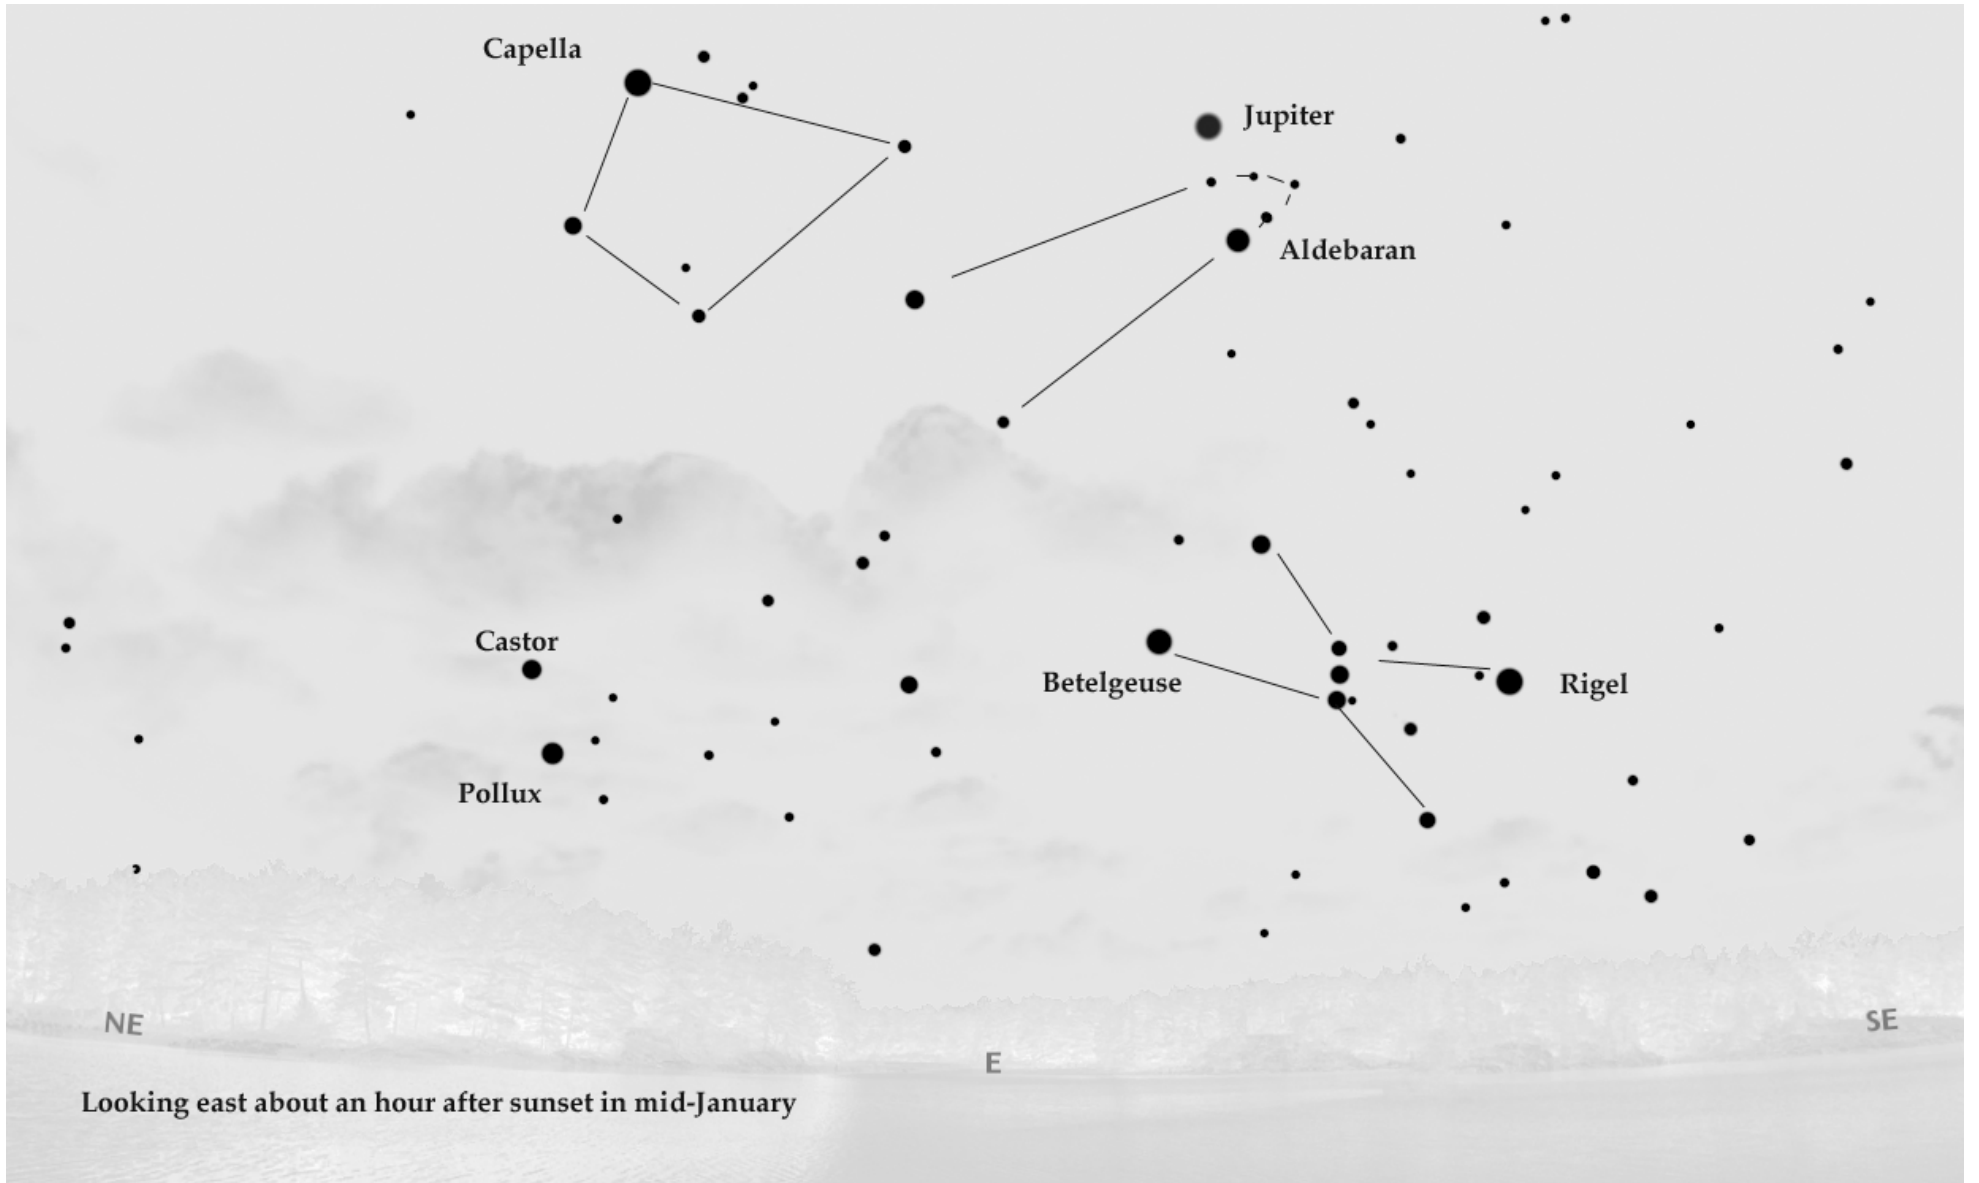 Capella
Jupiter
Aldebaran
Castor
Betelgeuse
Rigel
Pollux
NE
SE
E
Looking east about an hour after sunset in mid-January